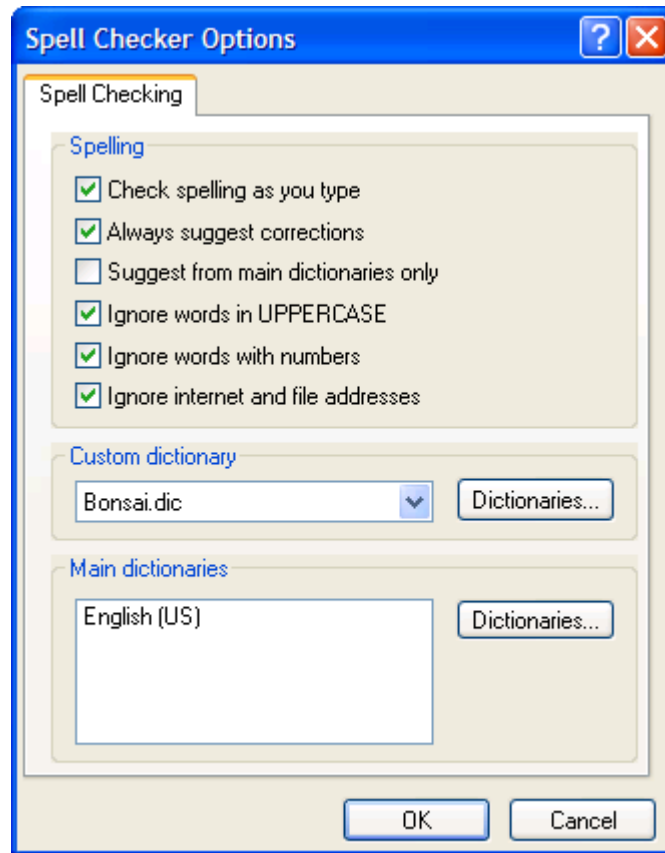 Spell Checker Options
Spell Checking
Spelling
Check spelling as you type
Always suggest corrections
Suggest from main dictionaries only
Ignore words in UPPERCASE
Ignore words with numbers
Ignore internet and file addresses
Custom dictionary
Bonsai.dic
Dictionaries...
Main dictionaries
English (US)
Dictionaries...
OK
Cancel